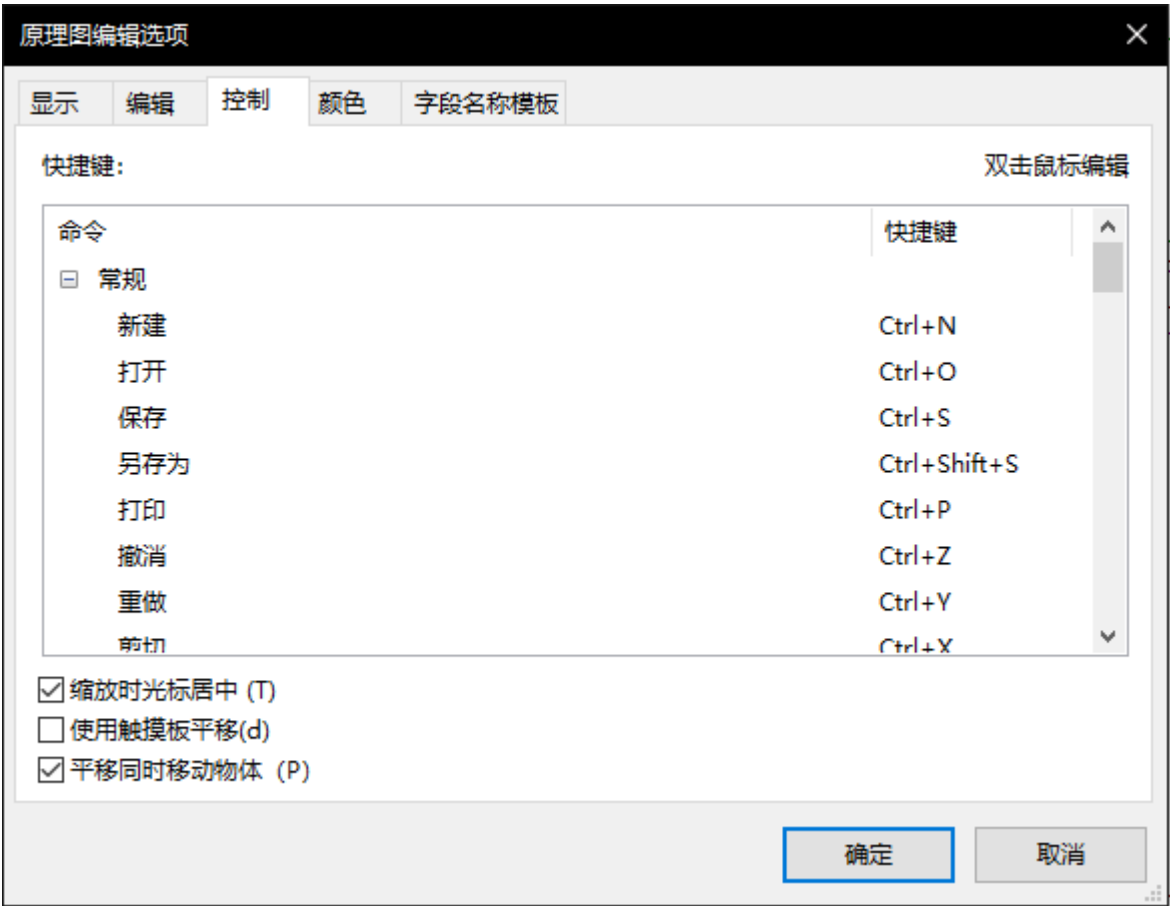 原理图编辑选项
显示 编辑 控制 颜色 字段名称模板
快捷键: 双击鼠标编辑
命令 快捷键
常规
新建 Ctrl+N
打开 Ctrl+O
保存 Ctrl+S
另存为 Ctrl+Shift+S
打印 Ctrl+P
撤消 Ctrl+Z
重做 Ctrl+Y
剪切 Ctrl+X
缩放时光标居中 (T)
使用触摸板平移(d)
平移同时移动物体 (P)
确定 取消